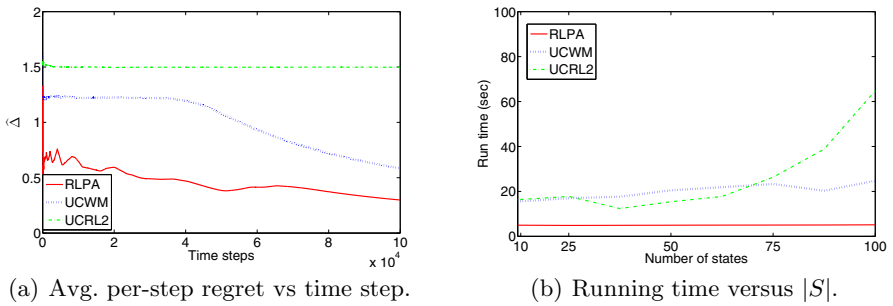 2
1.5
1
0.5
0
Δ̂
RLPA
UCWM
UCRL2
0 2 4 6 8 10
Time steps
x 10^4
(a) Avg. per-step regret vs time step.
100
80
60
40
20
0
Run time (sec)
RLPA
UCWM
UCRL2
10 25 50 75 100
Number of states
(b) Running time versus |S|.